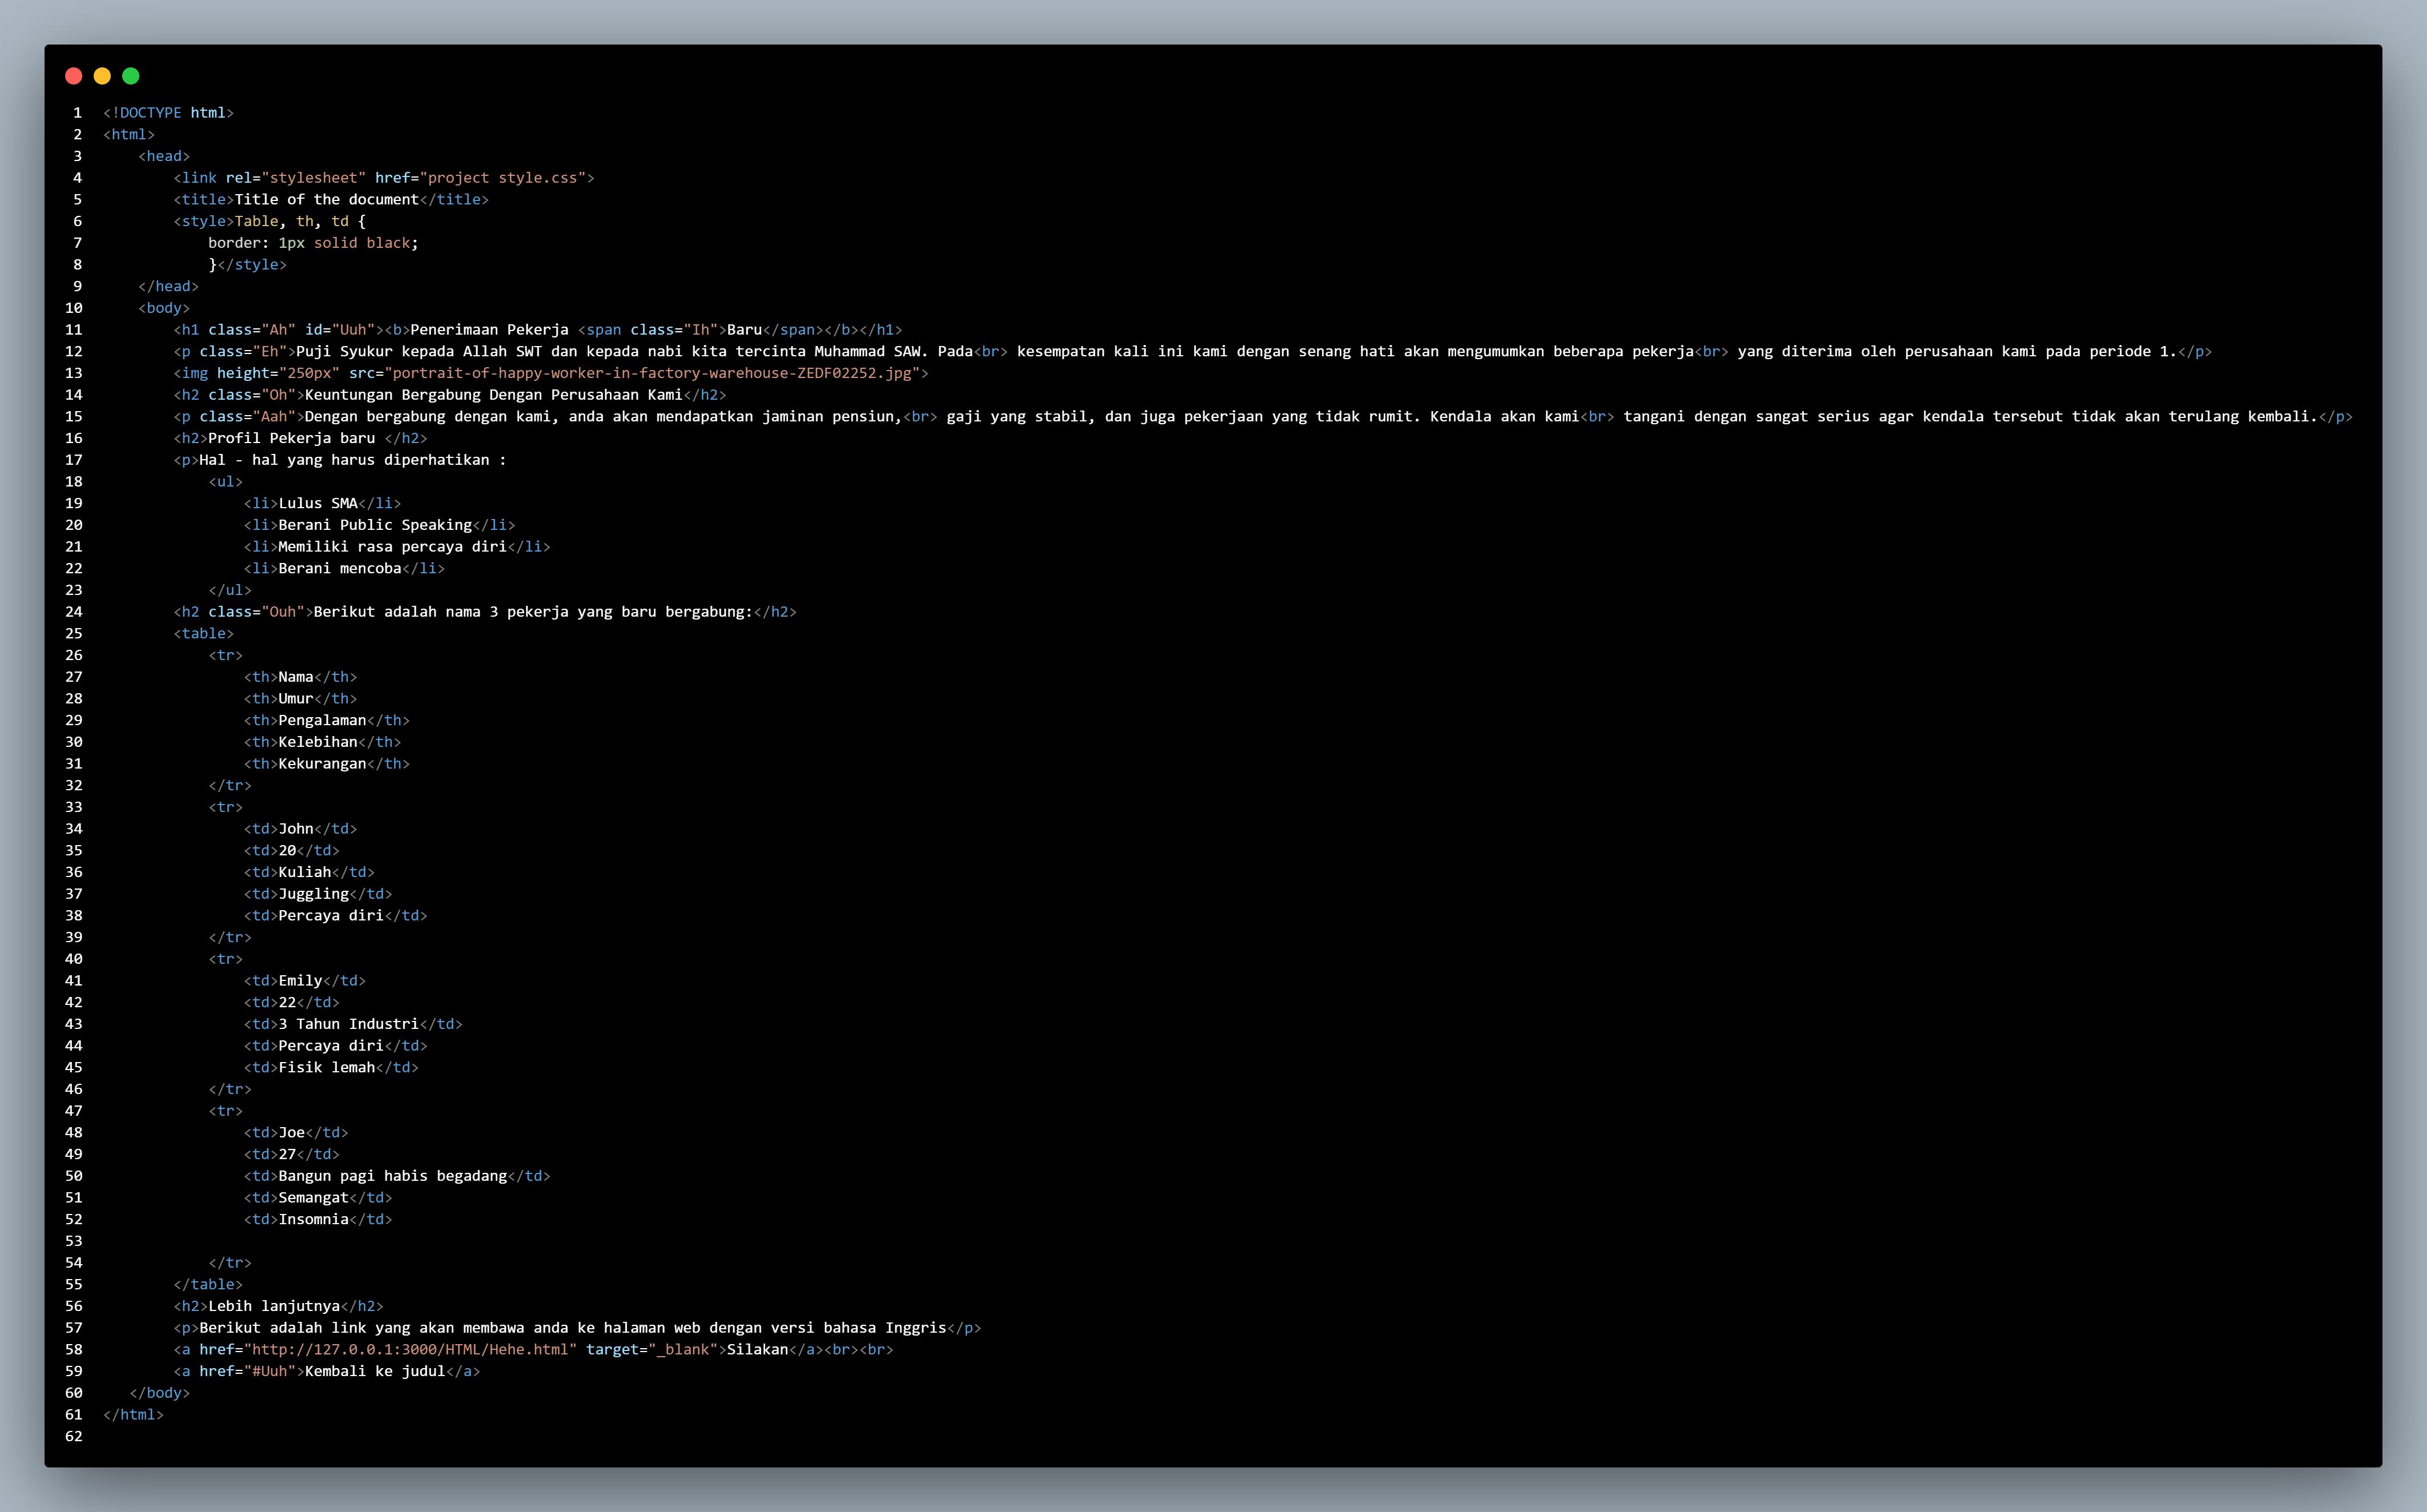 1 <!DOCTYPE html>
2 <html>
3     <head>
4         <link rel="stylesheet" href="project style.css">
5         <title>Title of the document</title>
6         <style>Table, th, td {
7             border: 1px solid black;
8             }</style>
9     </head>
10     <body>
11         <h1 class="Ah" id="Uuh"><b>Penerimaan Pekerja <span class="Ih">Baru</span></b></h1>
12         <p class="Eh">Puji Syukur kepada Allah SWT dan kepada nabi kita tercinta Muhammad SAW. Pada<br> kesempatan kali ini kami dengan senang hati akan mengumumkan beberapa pekerja<br> yang diterima oleh perusahaan kami pada periode 1.</p>
13         <img height="250px" src="portrait-of-happy-worker-in-factory-warehouse-ZEDF02252.jpg">
14         <h2 class="Oh">Keuntungan Bergabung Dengan Perusahaan Kami</h2>
15         <p class="Aah">Dengan bergabung dengan kami, anda akan mendapatkan jaminan pensiun,<br> gaji yang stabil, dan juga pekerjaan yang tidak rumit. Kendala akan kami<br> tangani dengan sangat serius agar kendala tersebut tidak akan terulang kembali.</p>
16         <h2>Profil Pekerja baru </h2>
17         <p>Hal - hal yang harus diperhatikan :
18             <ul>
19                 <li>Lulus SMA</li>
20                 <li>Berani Public Speaking</li>
21                 <li>Memiliki rasa percaya diri</li>
22                 <li>Berani mencoba</li>
23             </ul>
24         <h2 class="Ouh">Berikut adalah nama 3 pekerja yang baru bergabung:</h2>
25         <table>
26             <tr>
27                 <th>Nama</th>
28                 <th>Umur</th>
29                 <th>Pengalaman</th>
30                 <th>Kelebihan</th>
31                 <th>Kekurangan</th>
32             </tr>
33             <tr>
34                 <td>John</td>
35                 <td>20</td>
36                 <td>Kuliah</td>
37                 <td>Juggling</td>
38                 <td>Percaya diri</td>
39             </tr>
40             <tr>
41                 <td>Emily</td>
42                 <td>22</td>
43                 <td>3 Tahun Industri</td>
44                 <td>Percaya diri</td>
45                 <td>Fisik lemah</td>
46             </tr>
47             <tr>
48                 <td>Joe</td>
49                 <td>27</td>
50                 <td>Bangun pagi habis begadang</td>
51                 <td>Semangat</td>
52                 <td>Insomnia</td>
53
54             </tr>
55         </table>
56         <h2>Lebih lanjutnya</h2>
57         <p>Berikut adalah link yang akan membawa anda ke halaman web dengan versi bahasa Inggris</p>
58         <a href="http://127.0.0.1:3000/HTML/Hehe.html" target="_blank">Silakan</a><br><br>
59         <a href="#Uuh">Kembali ke judul</a>
60    </body>
61 </html>
62